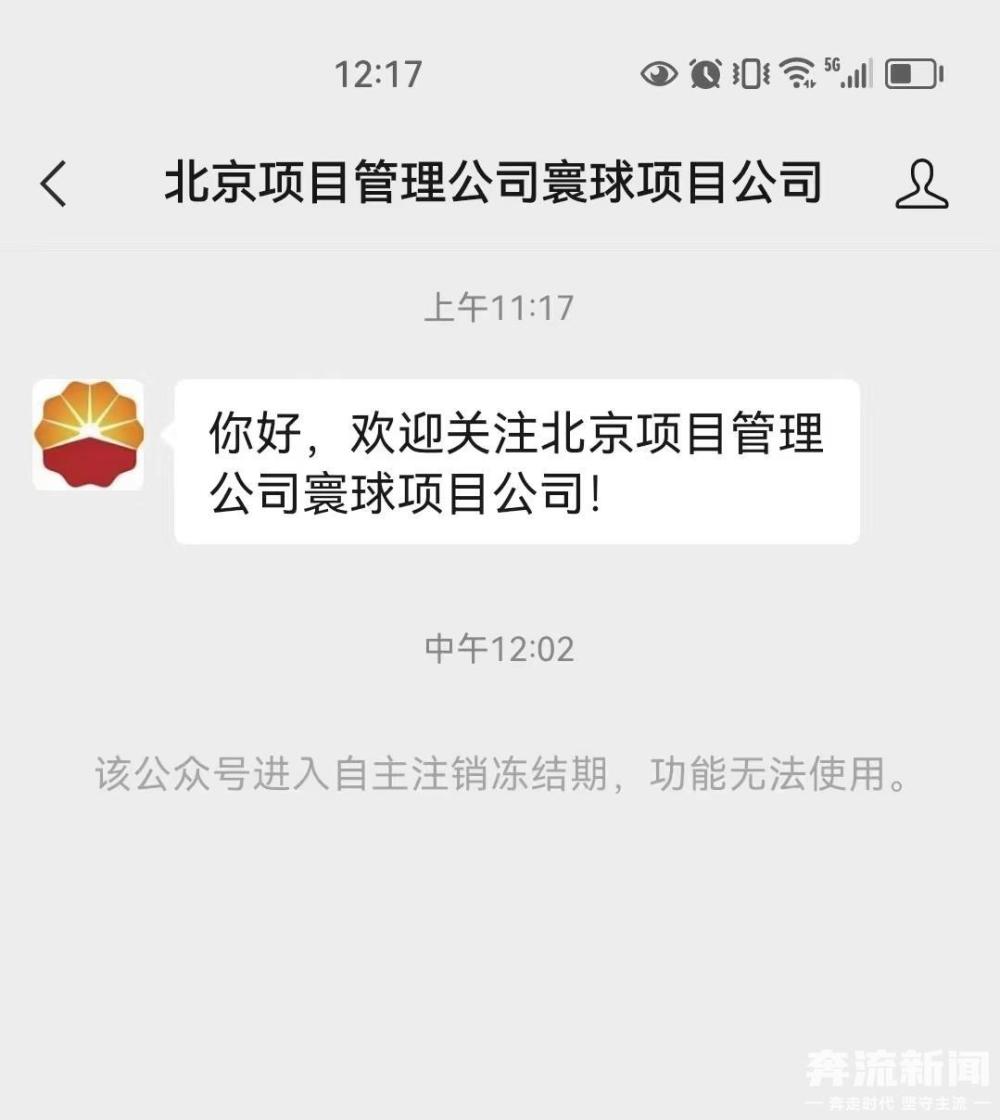 12:17
5G
北京项目管理公司寰球项目公司
上午11:17
你好，欢迎关注北京项目管理
公司寰球项目公司！
中午12:02
该公众号进入自主注销冻结期，功能无法使用。
奔流新闻
奔走时代 坚守主流